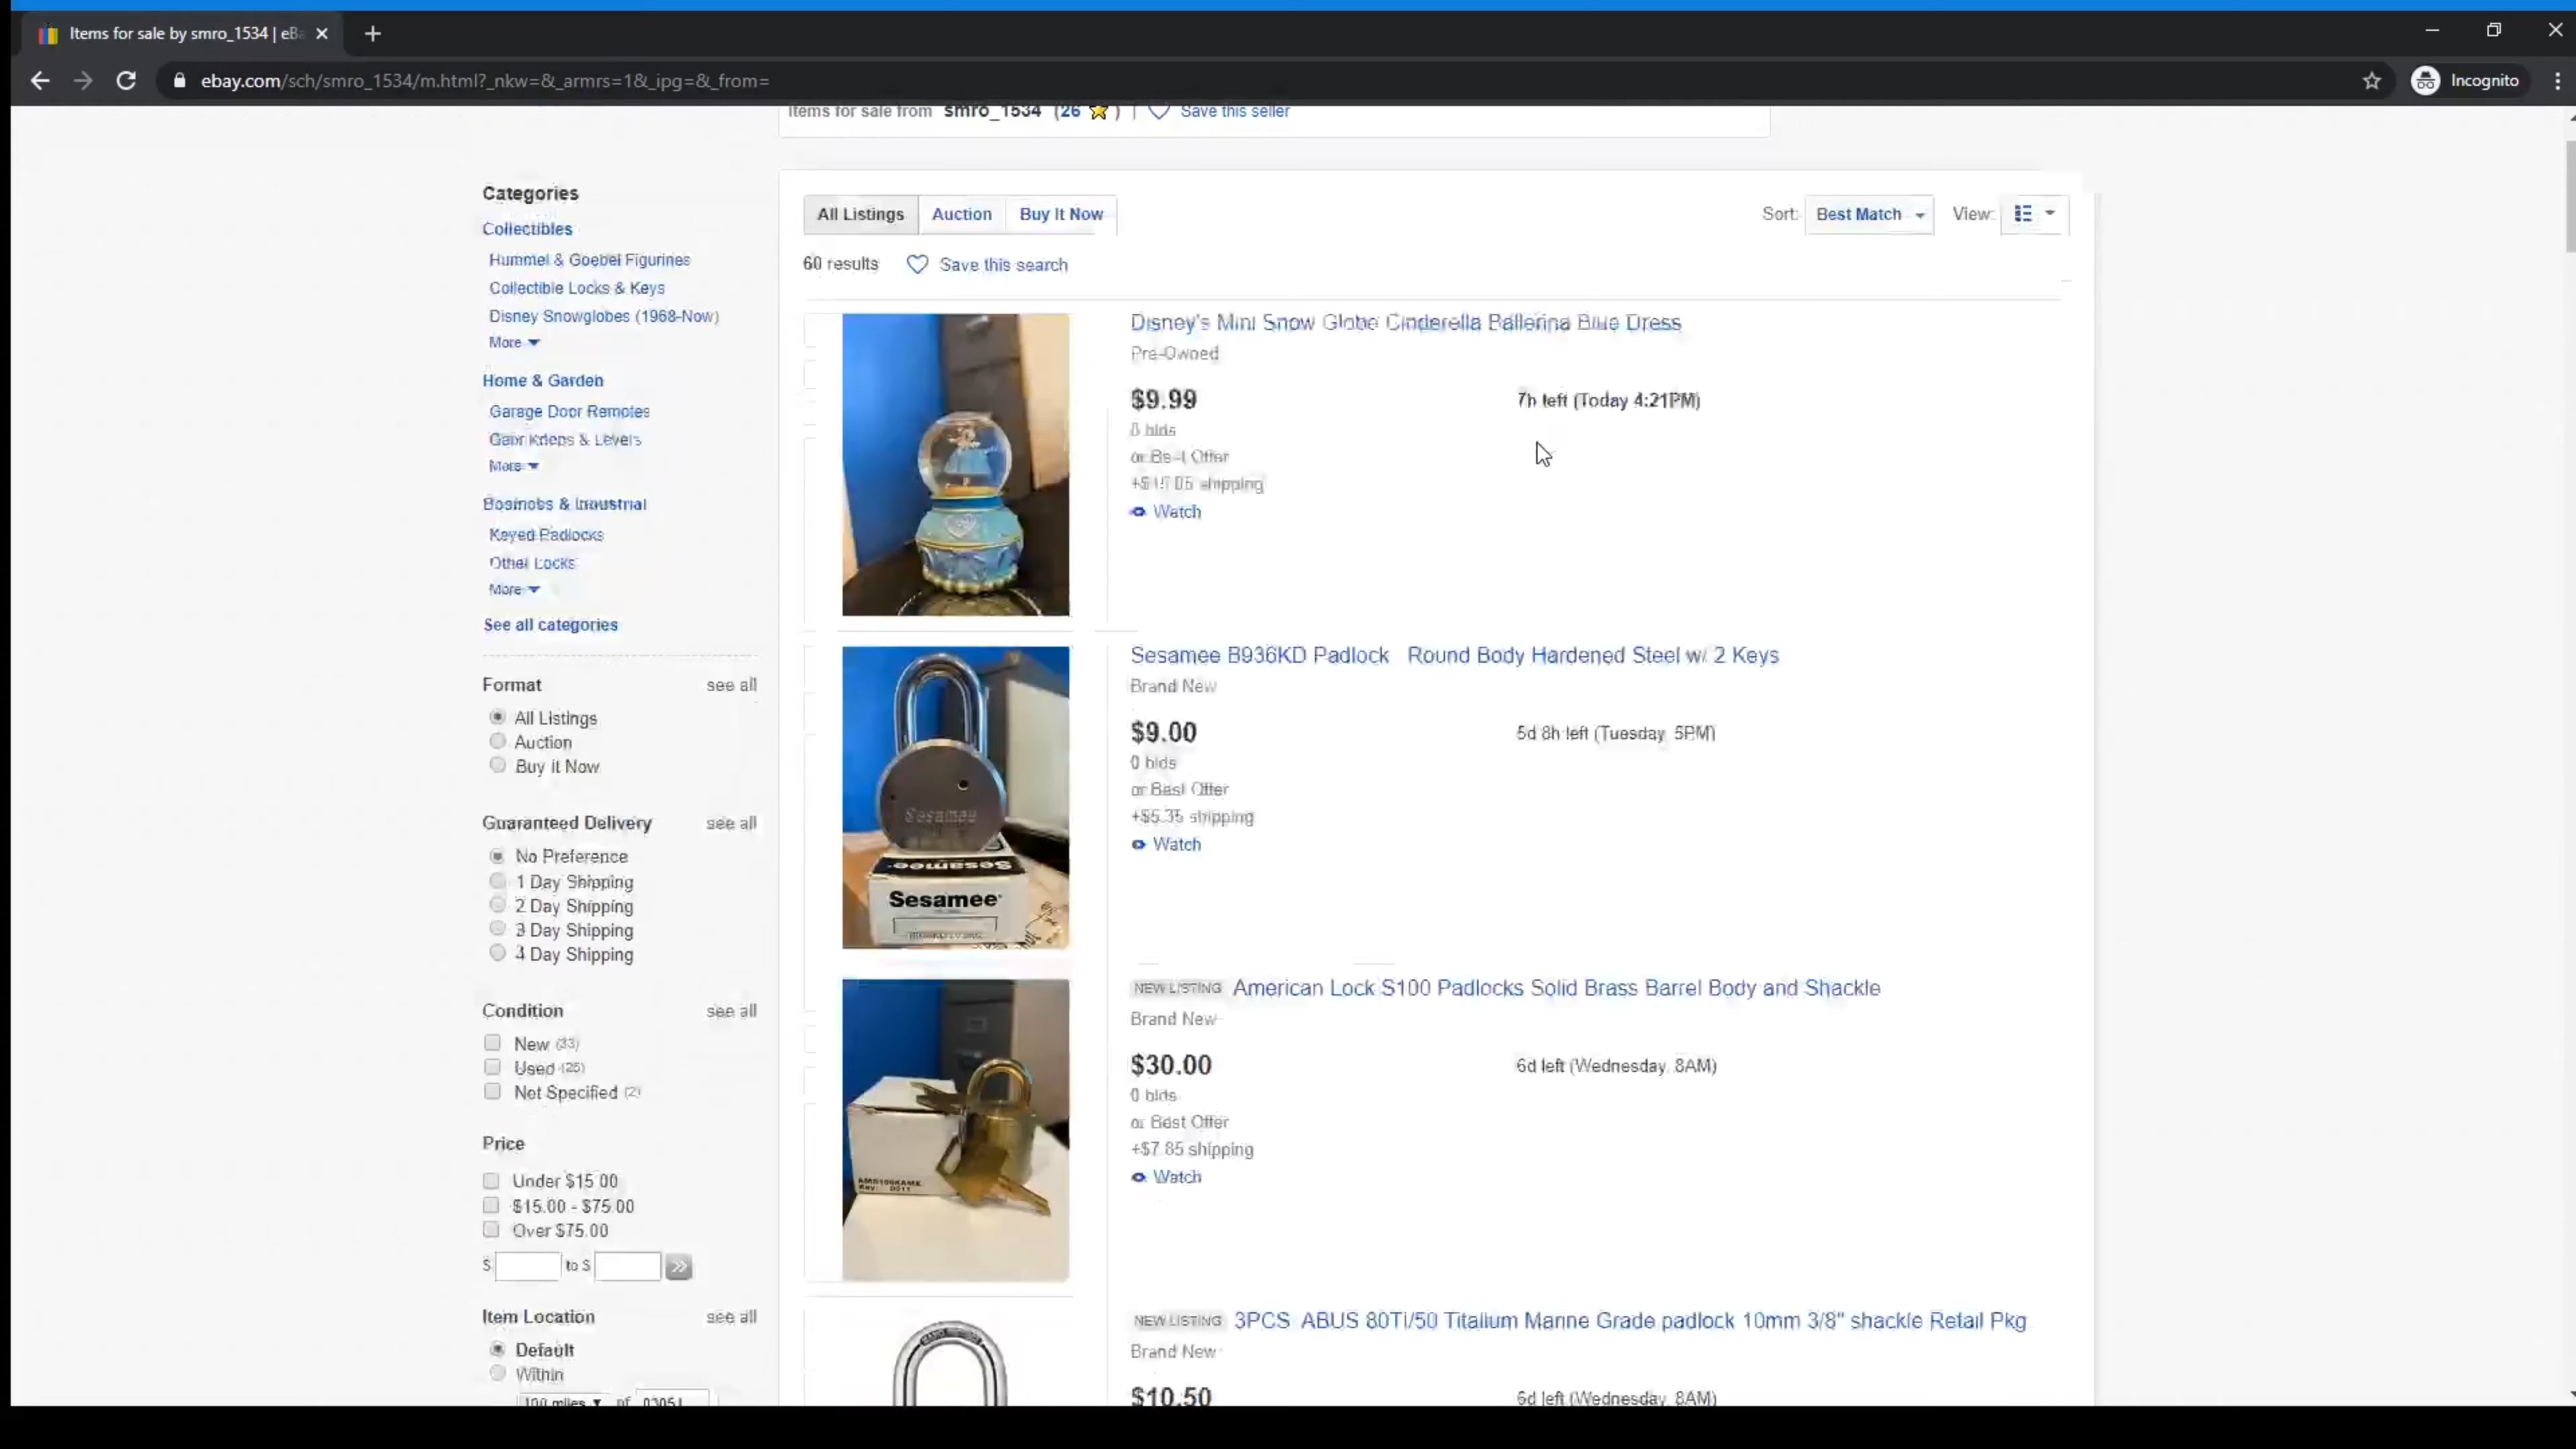 Items for sale by smro_1534 | eBa
ebay.com/sch/smro_1534/m.html?_nkw=&_armrs=1&_ipg=&_from=
Incognito
Items for sale from smro_1534 (26 ) | Save this seller
Categories
Collectibles
Hummel & Goebel Figurines
Collectible Locks & Keys
Disney Snowglobes (1968-Now)
More
Home & Garden
Garage Door Remotes
& Levers
More
Business & Industrial
Keyed Padlocks
Other Locks
More
See all categories
Format see all
All Listings
Auction
Buy it Now
Guaranteed Delivery see all
No Preference
1 Day Shipping
2 Day Shipping
3 Day Shipping
4 Day Shipping
Condition see all
New (33)
Used (25)
Not Specified (2)
Price
Under $15.00
$15.00 - $75.00
Over $75.00
$ to $
Item Location see all
Default
Within
100 miles of 03051
All Listings Auction Buy It Now
Sort: Best Match View:
60 results Save this search
Disney's Mini Snow Globe Cinderella Ballerina Blue Dress
Pre-Owned
$9.99
7h left (Today 4:21PM)
0 bids
or Best Offer
shipping
Watch
Sesamee B936KD Padlock Round Body Hardened Steel w/ 2 Keys
Brand New
$9.00
5d 8h left (Tuesday, 5PM)
0 bids
or Best Offer
+$5.35 shipping
Watch
Sesamee
Sesamee
Sesamee
NEW LISTING American Lock S100 Padlocks Solid Brass Barrel Body and Shackle
Brand New
$30.00
6d left (Wednesday, 8AM)
0 bids
or Best Offer
+$7.85 shipping
Watch
NEW LISTING 3PCS ABUS 80TI/50 Titalium Marine Grade padlock 10mm 3/8" shackle Retail Pkg
Brand New
$10.50
6d left (Wednesday, 8AM)